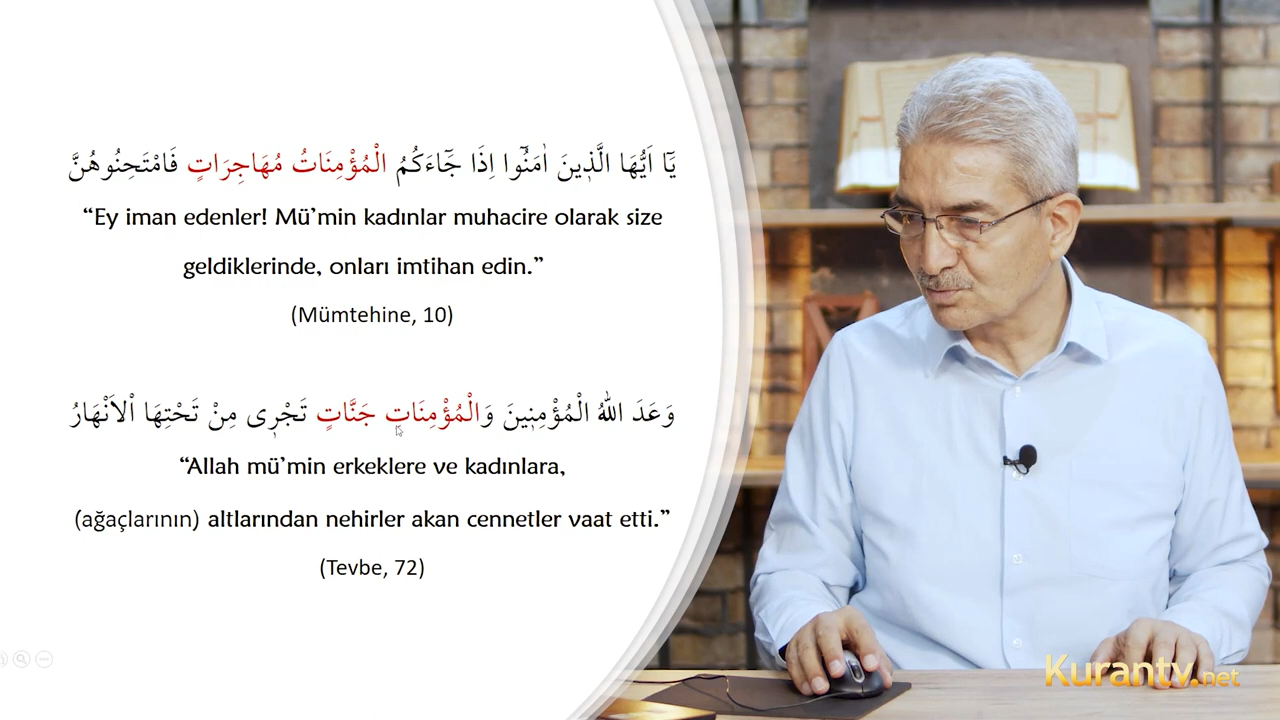 يَٓا اَيُّهَا الَّذ۪ينَ اٰمَنُٓوا اِذَا جَٓاءَكُمُ الْمُؤْمِنَاتُ مُهَاجِرَاتٍ فَامْتَحِنُوهُنَّ
“Ey iman edenler! Mü’min kadınlar muhacire olarak size
geldiklerinde, onları imtihan edin.”
(Mümtehine, 10)
وَعَدَ اللّٰهُ الْمُؤْمِن۪ينَ وَالْمُؤْمِنَاتِ جَنَّاتٍ تَجْر۪ى مِنْ تَحْتِهَا الْاَنْهَارُ
“Allah mü’min erkeklere ve kadınlara,
(ağaçlarının) altlarından nehirler akan cennetler vaat etti.”
(Tevbe, 72)
Kurantv.net